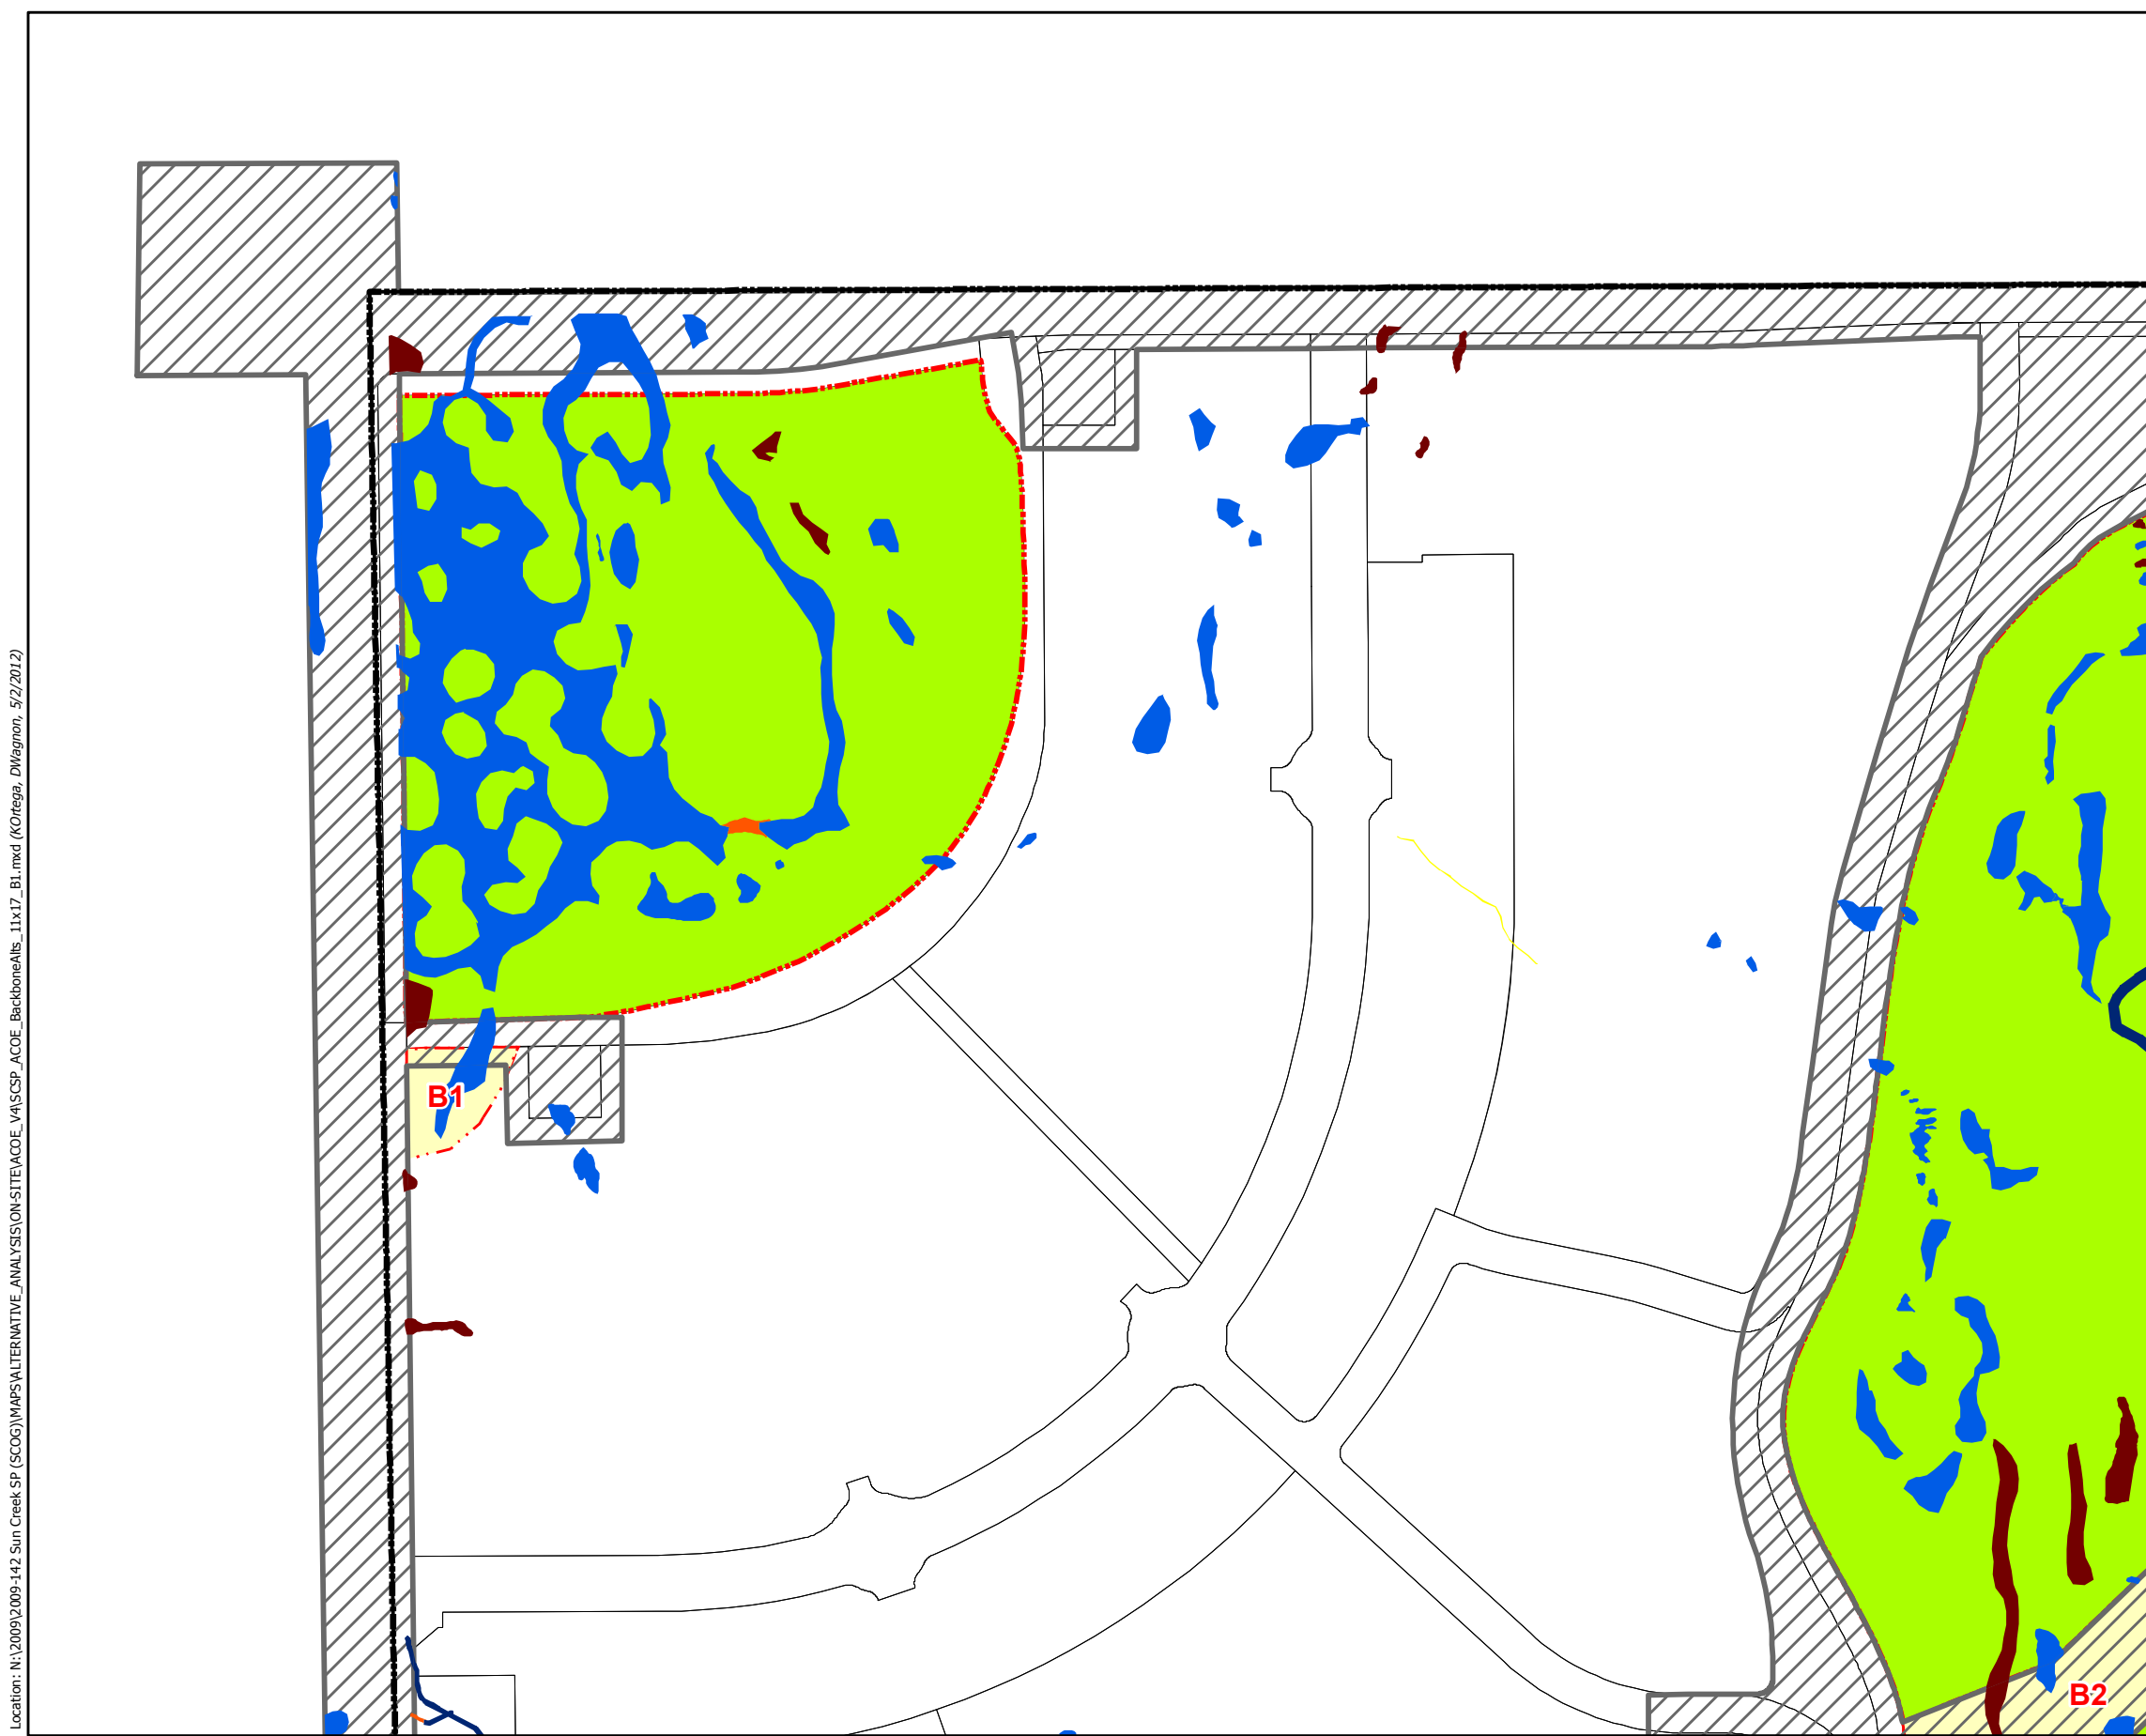 Location: N:\2009\2009-142 Sun Creek SP (SCOG)\MAPS\ALTERNATIVE_ANALYSIS\ON-SITE\ACOE_V4\SCSP_ACOE_BackboneAlts_11x17_B1.mxd (KOrtega, DWagnon, 5/2/2012)
B1
B2